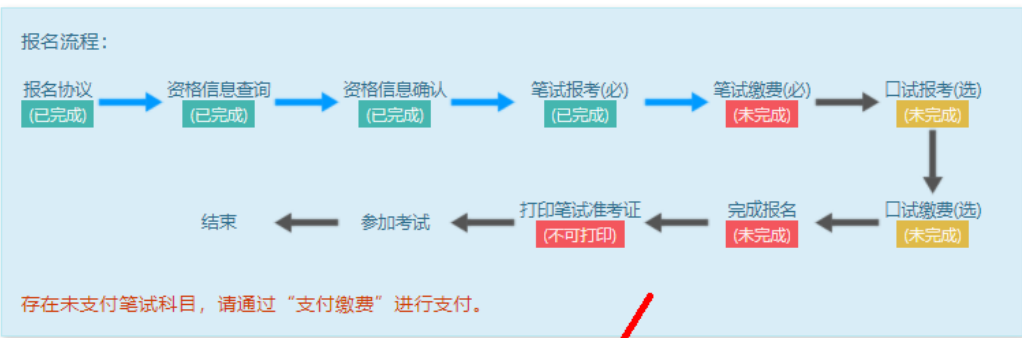 报名流程：
报名协议 资格信息查询 资格信息确认 笔试报考(必) 笔试缴费(必) 口试报考(选)
(已完成) (已完成) (已完成) (已完成) (未完成) (未完成)
结束 参加考试 打印笔试准考证 完成报名 口试缴费(选)
(不可打印) (未完成) (未完成)
存在未支付笔试科目，请通过“支付缴费”进行支付。